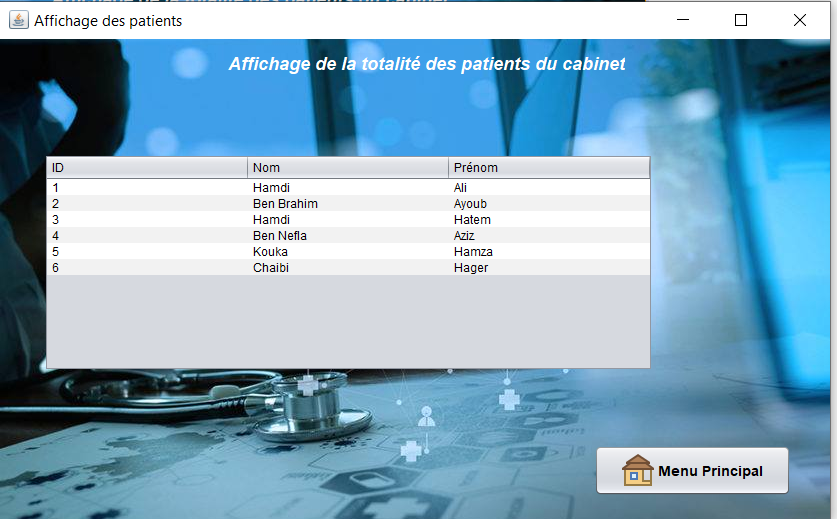 Affichage des patients
Affichage de la totalité des patients du cabinet
ID Nom Prénom
1 Hamdi Ali
2 Ben Brahim Ayoub
3 Hamdi Hatem
4 Ben Nefla Aziz
5 Kouka Hamza
6 Chaibi Hager
Menu Principal